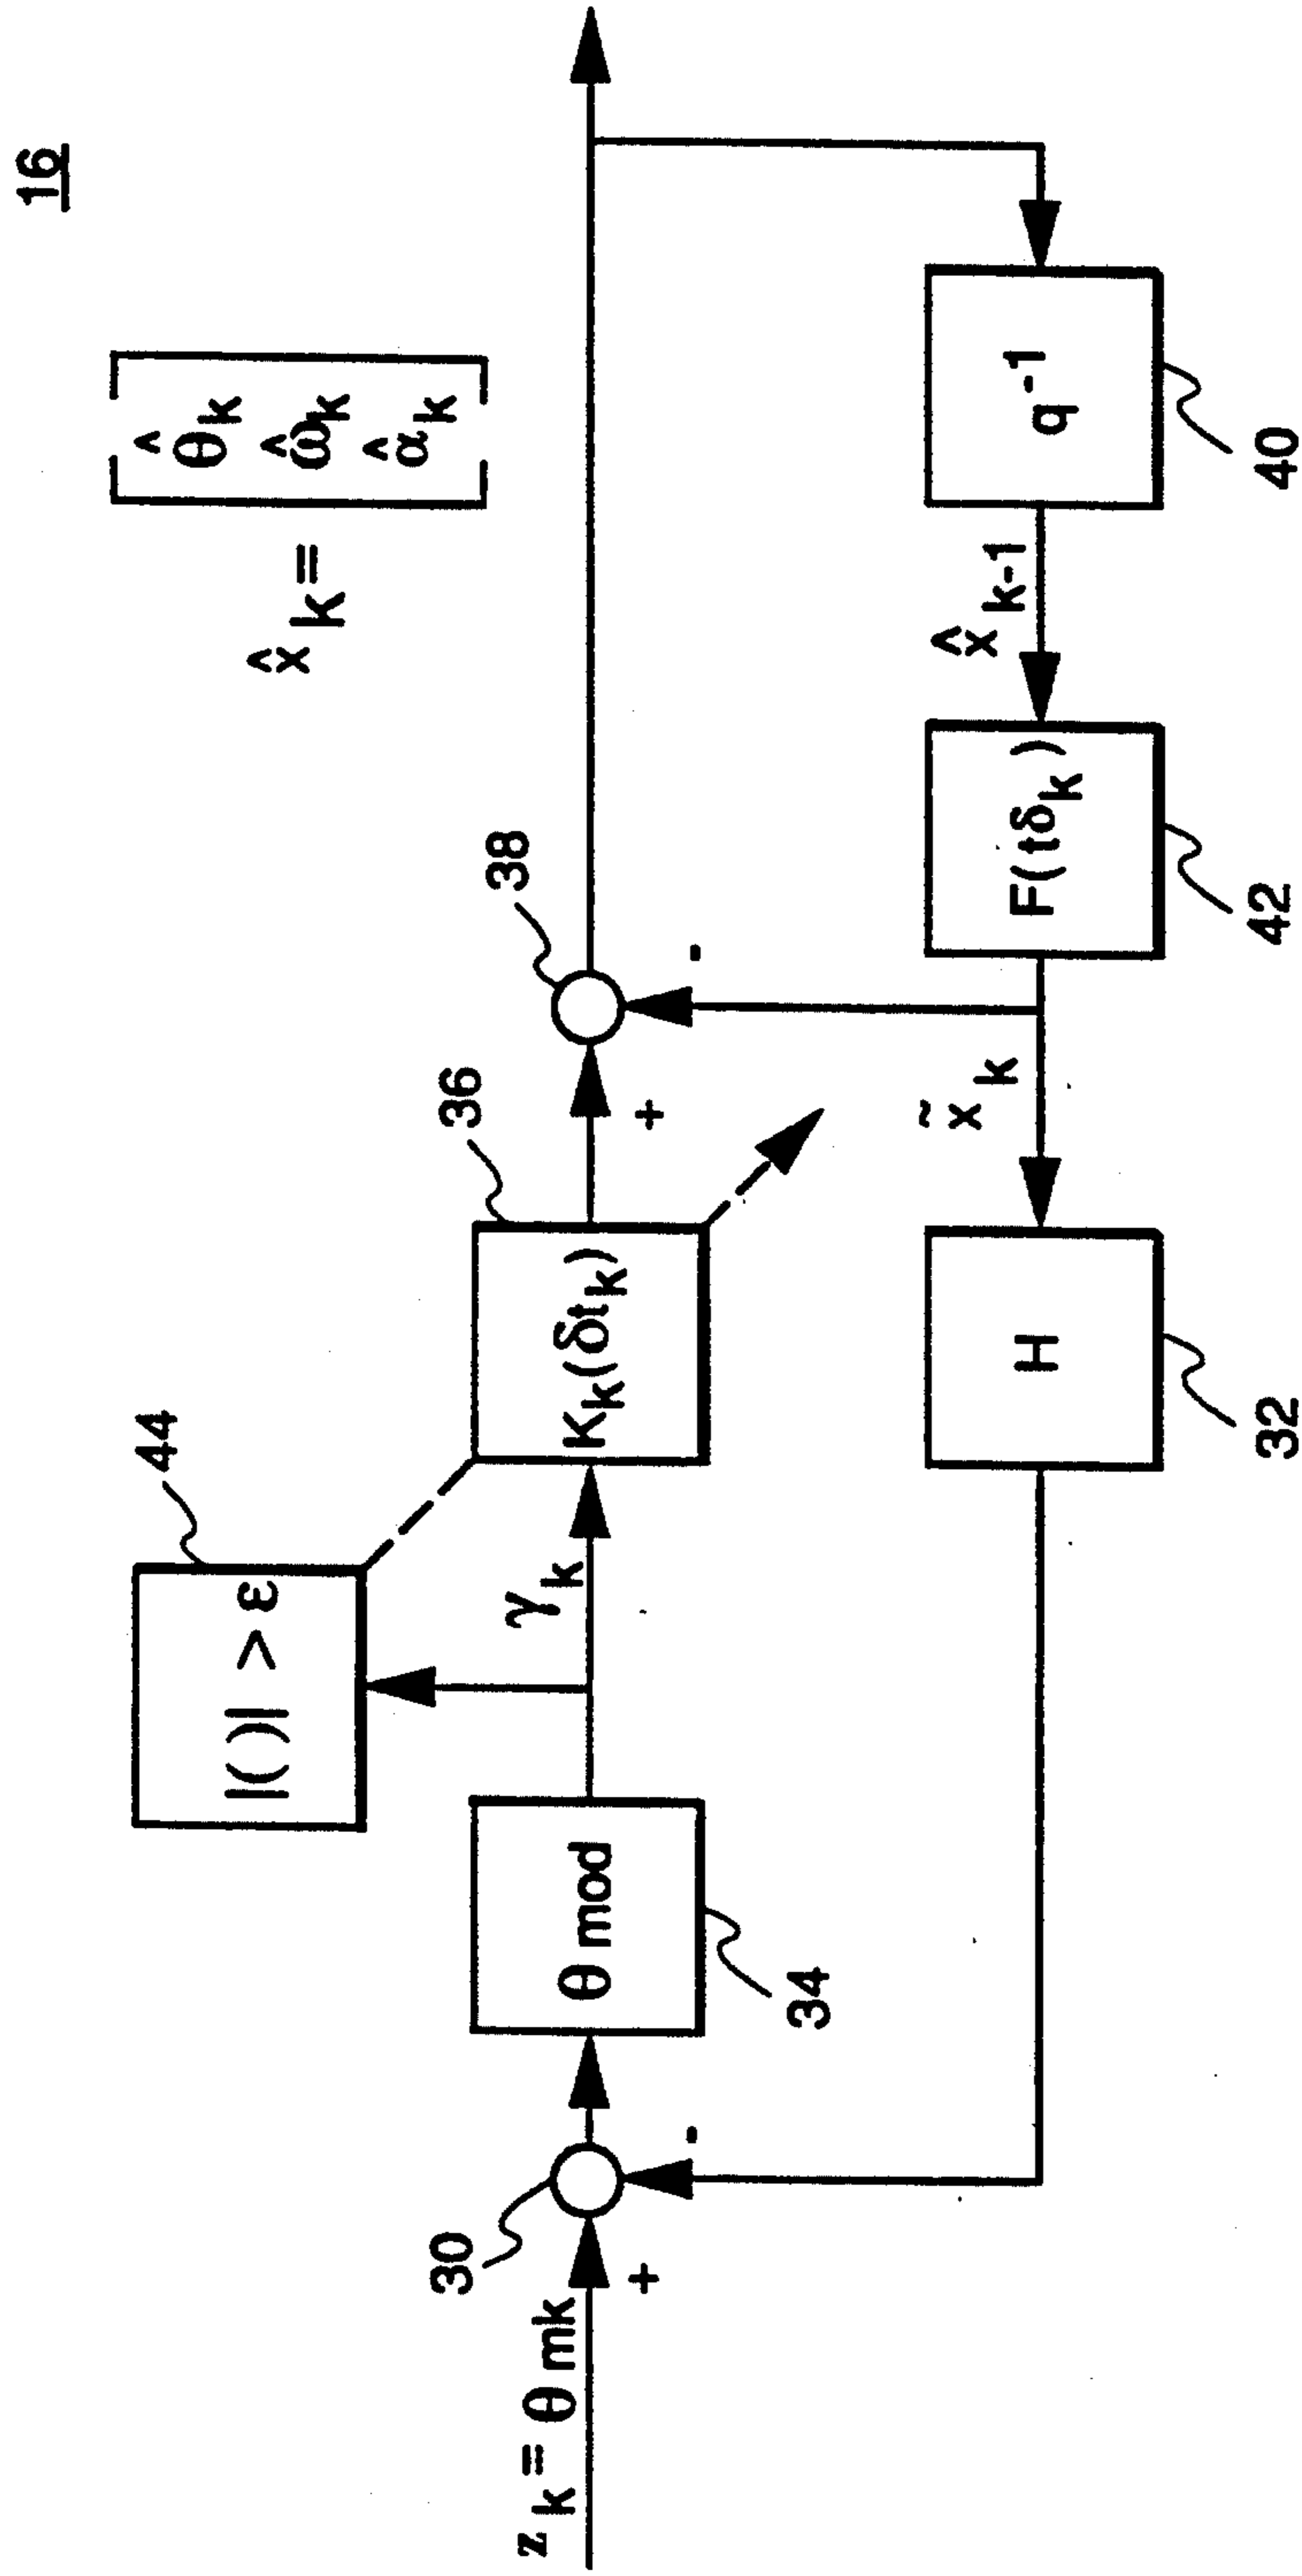 16
x̂k = [θ̂k ω̂k α̂k]
44
|( )| > ε
36
38
zk = θ mk
30
+
-
θ mod
34
γk
Kk(δtk)
+
-
x̃k
H
32
F(tδk)
42
x̂k-1
q⁻¹
40